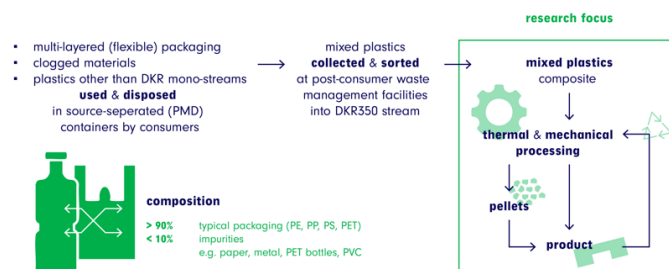 research focus
▪ multi-layered (flexible) packaging
▪ clogged materials
▪ plastics other than DKR mono-streams
used & disposed
in source-seperated (PMD)
containers by consumers
mixed plastics
collected & sorted
at post-consumer waste
management facilities
into DKR350 stream
mixed plastics
composite
thermal & mechanical
processing
pellets
product
composition
> 90% typical packaging (PE, PP, PS, PET)
< 10% impurities
e.g. paper, metal, PET bottles, PVC